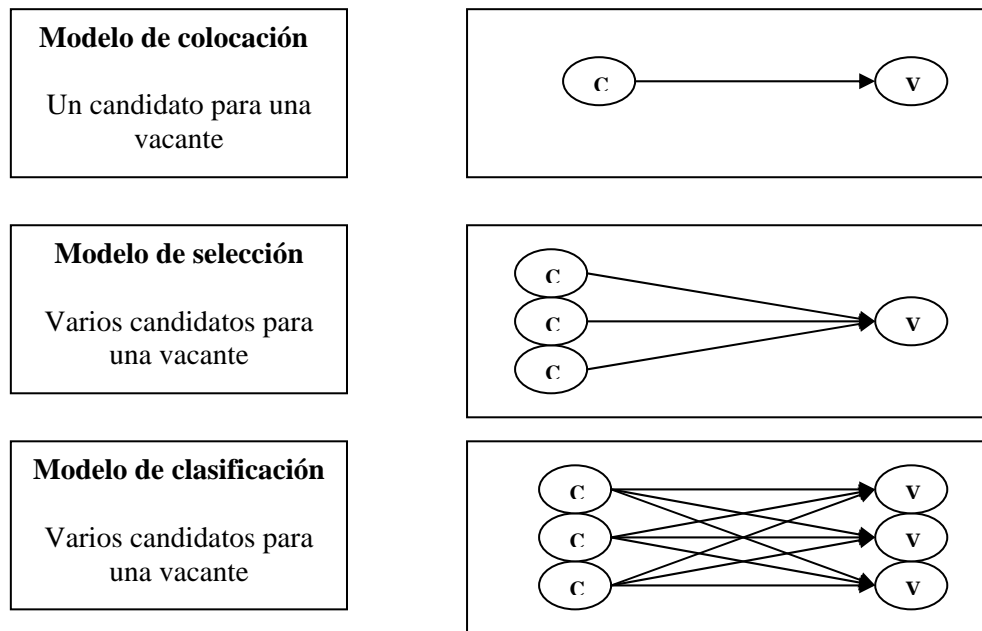 Modelo de colocación
Un candidato para una
vacante
C
V
Modelo de selección
Varios candidatos para
una vacante
C
C
C
V
Modelo de clasificación
Varios candidatos para
una vacante
C
V
C
V
C
V